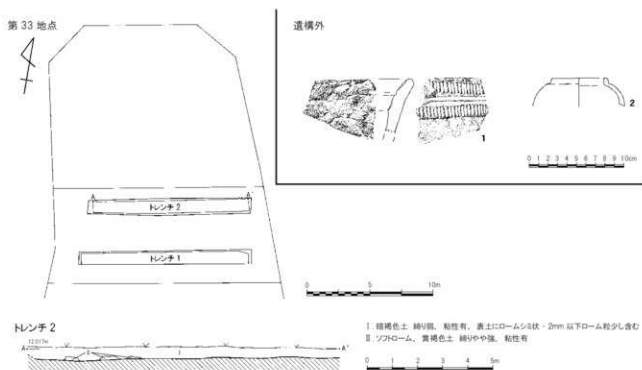 第 33 地点
遺構外
1
2
0 1 2 3 4 5 6 7 8 9 10cm
トレンチ 2
トレンチ 1
0 5 10m
トレンチ 2
12.017m
A A'
Ⅱ Ⅰ
Ⅰ. 暗褐色土 締り弱、粘性有、表土にロームシミ状・2mm 以下ローム粒少し含む
Ⅱ. ソフトローム、黄褐色土 締りやや強、粘性有
0 1 2 3 4 5m